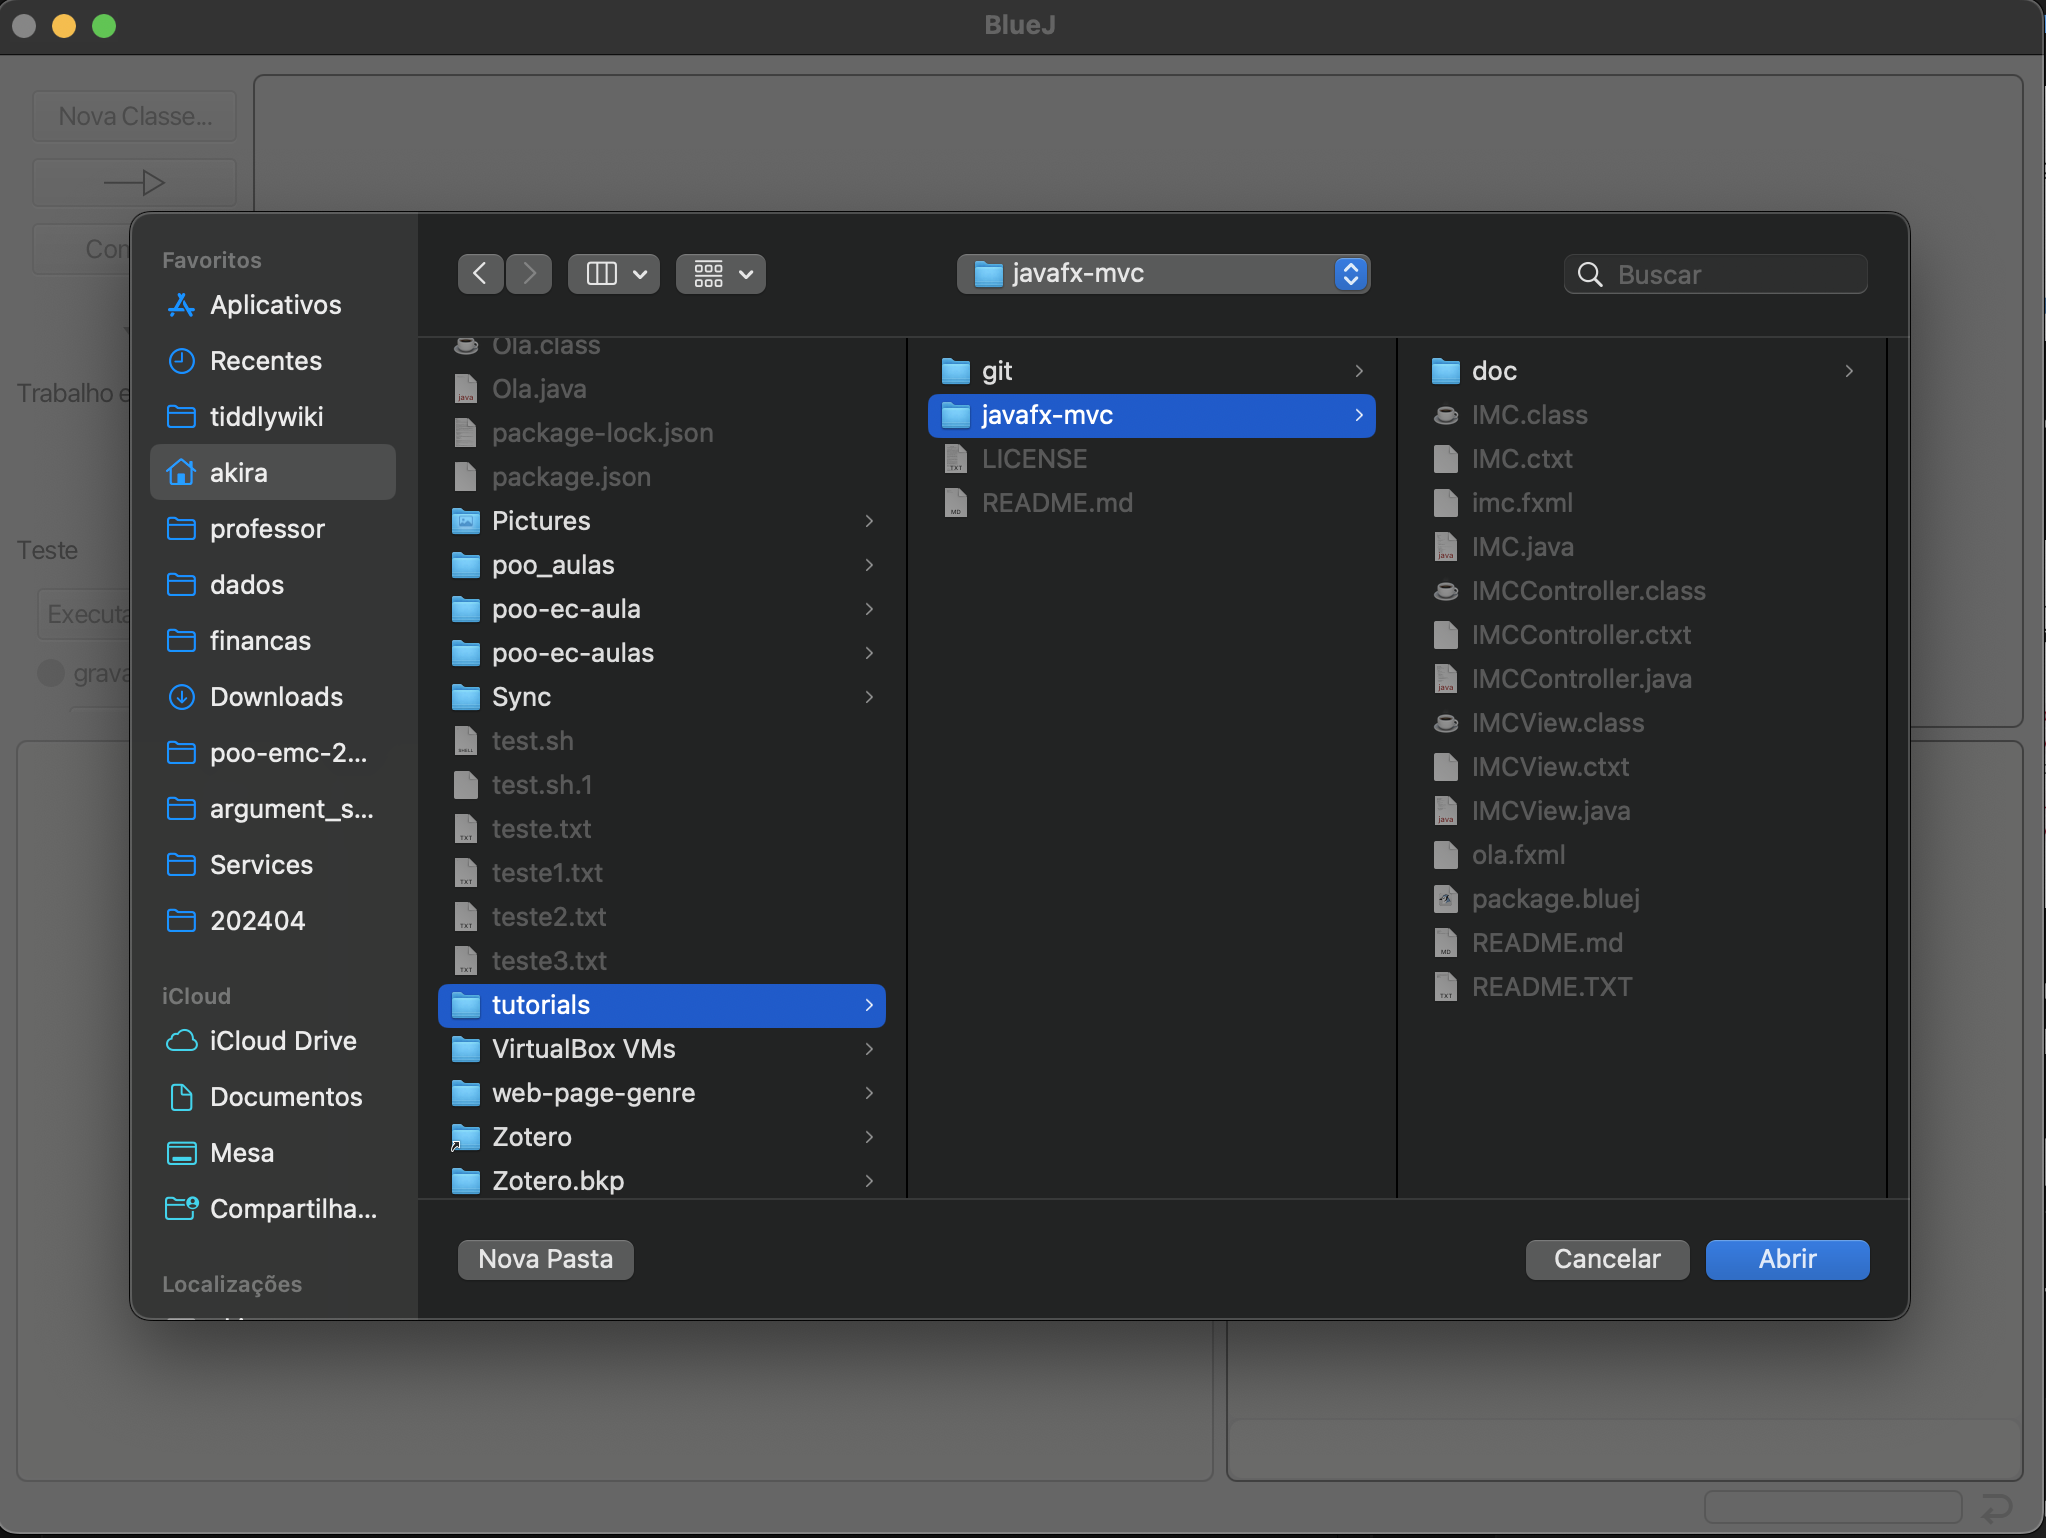 BlueJ
Nova Classe...
Con
Trabalho e
Teste
Executa
grava
Favoritos
Aplicativos
Recentes
tiddlywiki
akira
professor
dados
financas
Downloads
poo-emc-2...
argument_s...
Services
202404
iCloud
iCloud Drive
Documentos
Mesa
Compartilha...
Localizações
javafx-mvc
Buscar
Ola.class
Ola.java
package-lock.json
package.json
Pictures
poo_aulas
poo-ec-aula
poo-ec-aulas
Sync
test.sh
test.sh.1
teste.txt
teste1.txt
teste2.txt
teste3.txt
tutorials
VirtualBox VMs
web-page-genre
Zotero
Zotero.bkp
git
javafx-mvc
LICENSE
README.md
doc
IMC.class
IMC.ctxt
imc.fxml
IMC.java
IMCController.class
IMCController.ctxt
IMCController.java
IMCView.class
IMCView.ctxt
IMCView.java
ola.fxml
package.bluej
README.md
README.TXT
Nova Pasta
Cancelar
Abrir